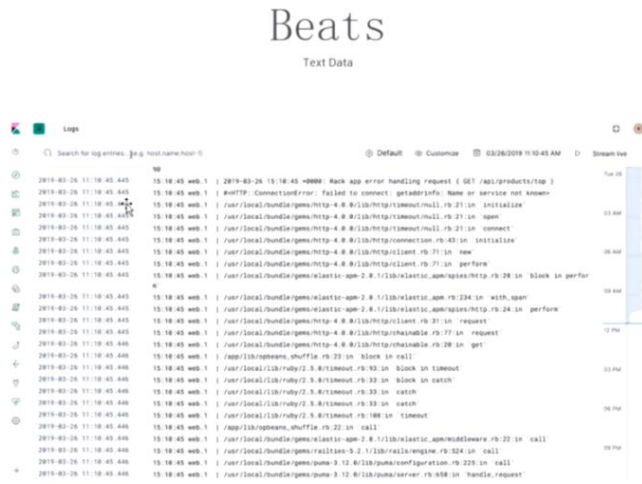 Beats
Text Data
Logs
Search for log entries... (e.g. host.name:host-1)
Default
Customize
03/26/2019 11:10:45 AM
Stream live
90
2019-03-26 11:10:45.445 15:10:45 web.1 | 2019-03-26 15:10:45 +0000: Rack app error handling request { GET /api/products/top }
2019-03-26 11:10:45.445 15:10:45 web.1 | #<HTTP::ConnectionError: failed to connect: getaddrinfo: Name or service not known>
2019-03-26 11:10:45.445 15:10:45 web.1 | /usr/local/bundle/gems/http-4.0.0/lib/http/timeout/null.rb:21:in `initialize'
2019-03-26 11:10:45.445 15:10:45 web.1 | /usr/local/bundle/gems/http-4.0.0/lib/http/timeout/null.rb:21:in `open'
2019-03-26 11:10:45.445 15:10:45 web.1 | /usr/local/bundle/gems/http-4.0.0/lib/http/timeout/null.rb:21:in `connect'
2019-03-26 11:10:45.445 15:10:45 web.1 | /usr/local/bundle/gems/http-4.0.0/lib/http/connection.rb:43:in `initialize'
2019-03-26 11:10:45.445 15:10:45 web.1 | /usr/local/bundle/gems/http-4.0.0/lib/http/client.rb:71:in `new'
2019-03-26 11:10:45.445 15:10:45 web.1 | /usr/local/bundle/gems/http-4.0.0/lib/http/client.rb:71:in `perform'
2019-03-26 11:10:45.445 15:10:45 web.1 | /usr/local/bundle/gems/elastic-apm-2.0.1/lib/elastic_apm/spies/http.rb:28:in `block in perfor
m'
2019-03-26 11:10:45.445 15:10:45 web.1 | /usr/local/bundle/gems/elastic-apm-2.0.1/lib/elastic_apm.rb:234:in `with_span'
2019-03-26 11:10:45.445 15:10:45 web.1 | /usr/local/bundle/gems/elastic-apm-2.0.1/lib/elastic_apm/spies/http.rb:24:in `perform'
2019-03-26 11:10:45.445 15:10:45 web.1 | /usr/local/bundle/gems/http-4.0.0/lib/http/client.rb:31:in `request'
2019-03-26 11:10:45.445 15:10:45 web.1 | /usr/local/bundle/gems/http-4.0.0/lib/http/chainable.rb:77:in `request'
2019-03-26 11:10:45.446 15:10:45 web.1 | /usr/local/bundle/gems/http-4.0.0/lib/http/chainable.rb:20:in `get'
2019-03-26 11:10:45.446 15:10:45 web.1 | /app/lib/opbeans_shuffle.rb:23:in `block in call'
2019-03-26 11:10:45.446 15:10:45 web.1 | /usr/local/lib/ruby/2.5.0/timeout.rb:93:in `block in timeout'
2019-03-26 11:10:45.446 15:10:45 web.1 | /usr/local/lib/ruby/2.5.0/timeout.rb:33:in `block in catch'
2019-03-26 11:10:45.446 15:10:45 web.1 | /usr/local/lib/ruby/2.5.0/timeout.rb:33:in `catch'
2019-03-26 11:10:45.446 15:10:45 web.1 | /usr/local/lib/ruby/2.5.0/timeout.rb:33:in `catch'
2019-03-26 11:10:45.446 15:10:45 web.1 | /usr/local/lib/ruby/2.5.0/timeout.rb:108:in `timeout'
2019-03-26 11:10:45.446 15:10:45 web.1 | /app/lib/opbeans_shuffle.rb:22:in `call'
2019-03-26 11:10:45.446 15:10:45 web.1 | /usr/local/bundle/gems/elastic-apm-2.0.1/lib/elastic_apm/middleware.rb:22:in `call'
2019-03-26 11:10:45.446 15:10:45 web.1 | /usr/local/bundle/gems/railties-5.2.1/lib/rails/engine.rb:524:in `call'
2019-03-26 11:10:45.446 15:10:45 web.1 | /usr/local/bundle/gems/puma-3.12.0/lib/puma/configuration.rb:225:in `call'
2019-03-26 11:10:45.446 15:10:45 web.1 | /usr/local/bundle/gems/puma-3.12.0/lib/puma/server.rb:658:in `handle_request'
Tue 26
03 AM
06 AM
09 AM
12 PM
03 PM
06 PM
09 PM